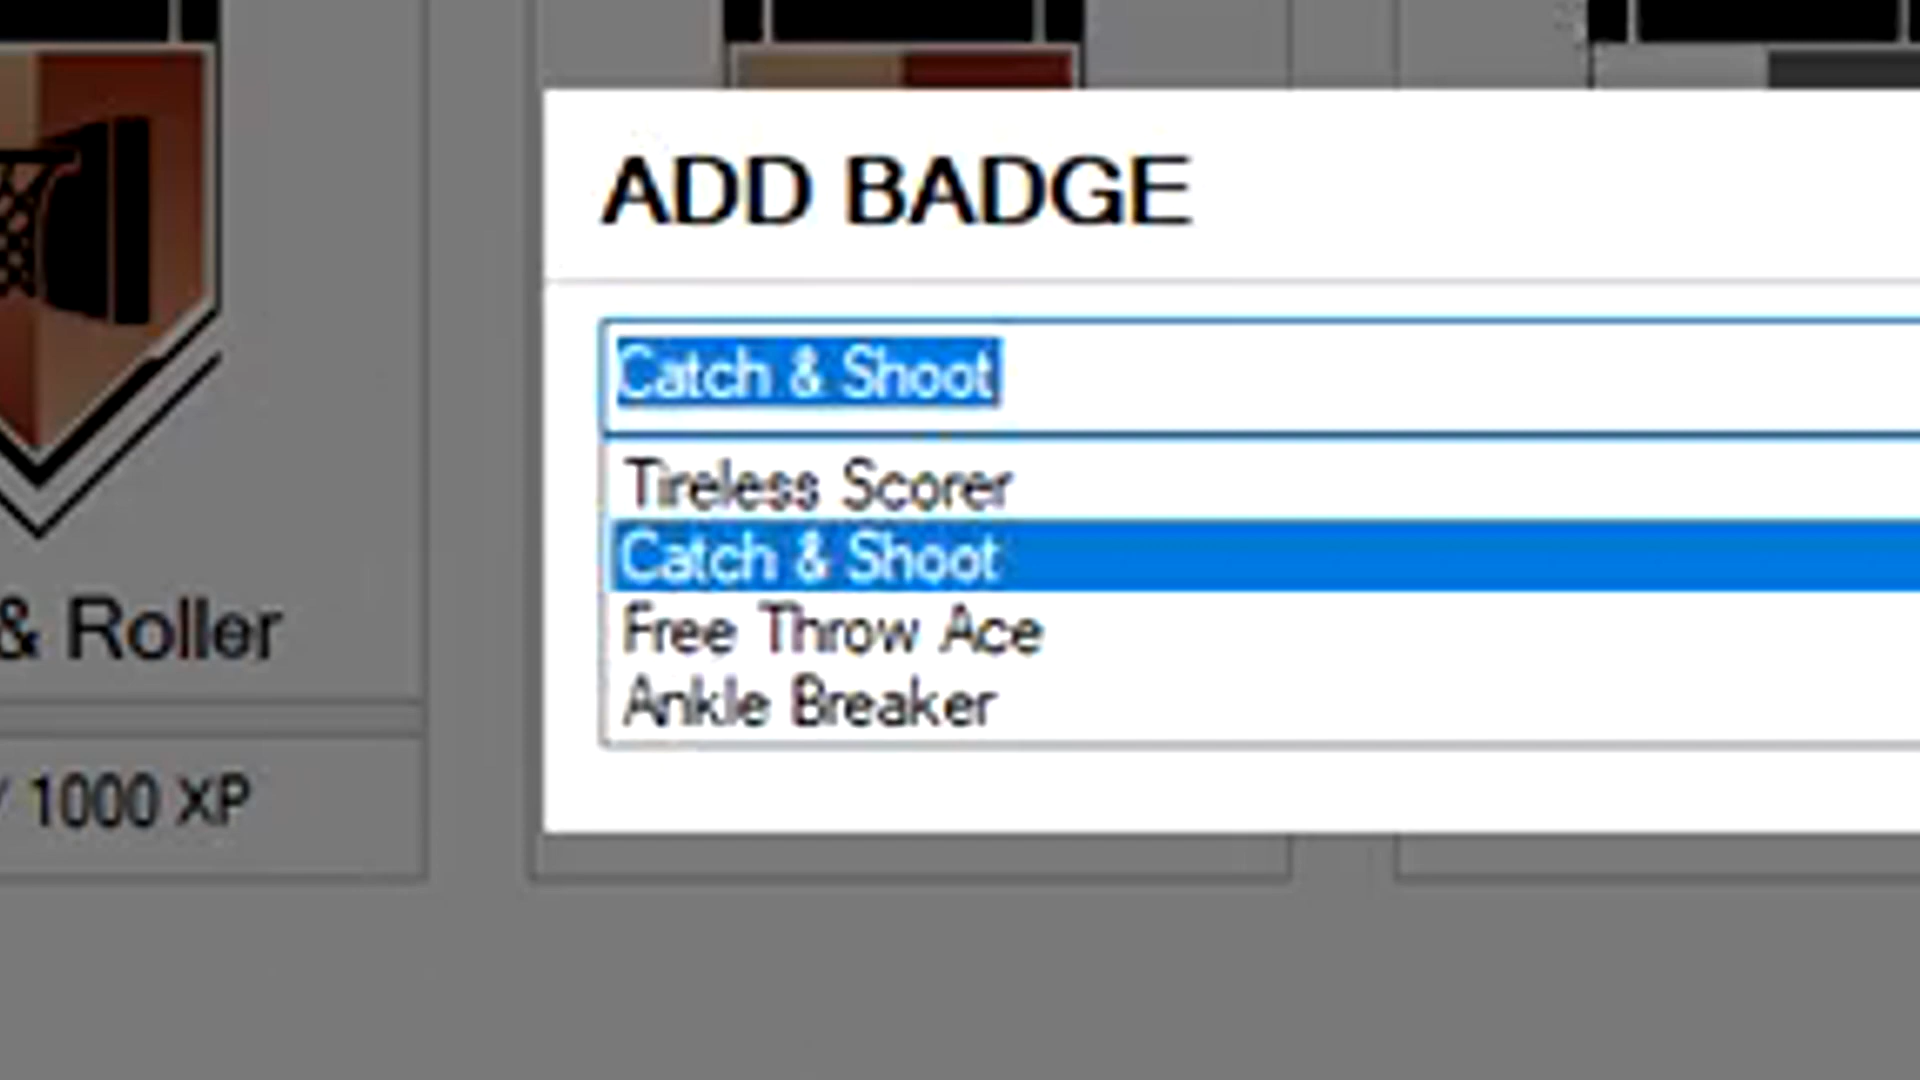 ADD BADGE
Catch & Shoot
Tireless Scorer
Catch & Shoot
Free Throw Ace
Ankle Breaker
& Roller
/ 1000 XP